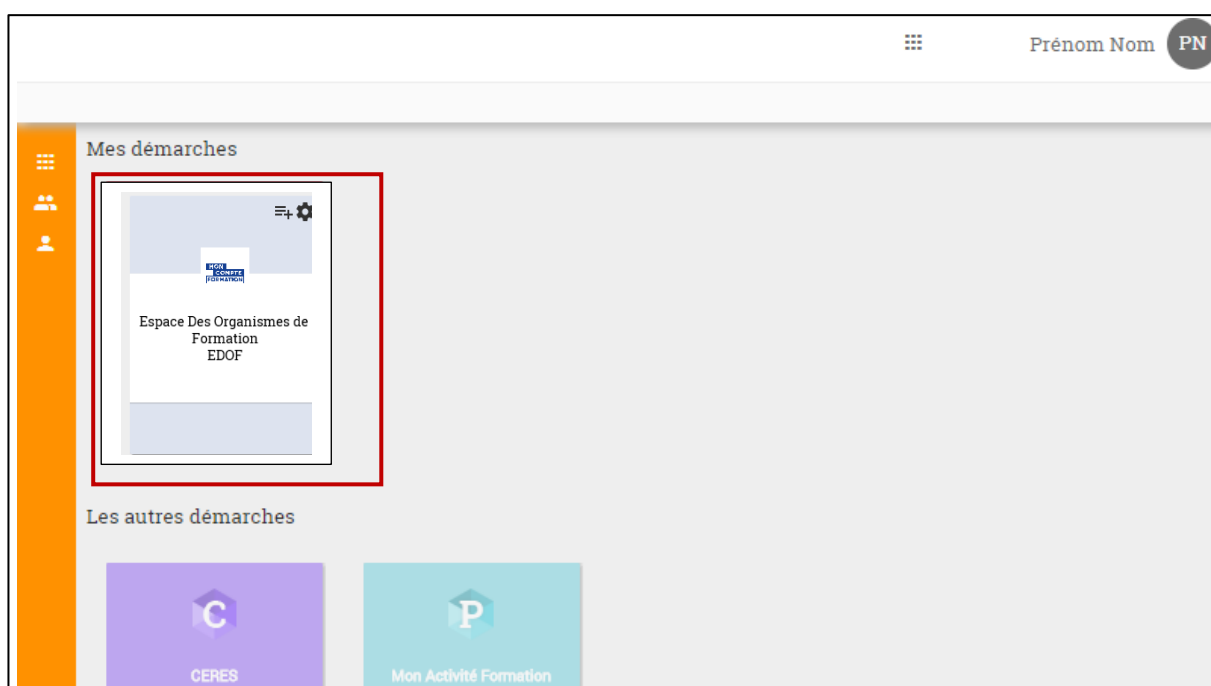 Prénom Nom PN
Mes démarches
MON
COMPTE
FORMATION
Espace Des Organismes de
Formation
EDOF
Les autres démarches
C
P
CERES
Mon Activité Formation